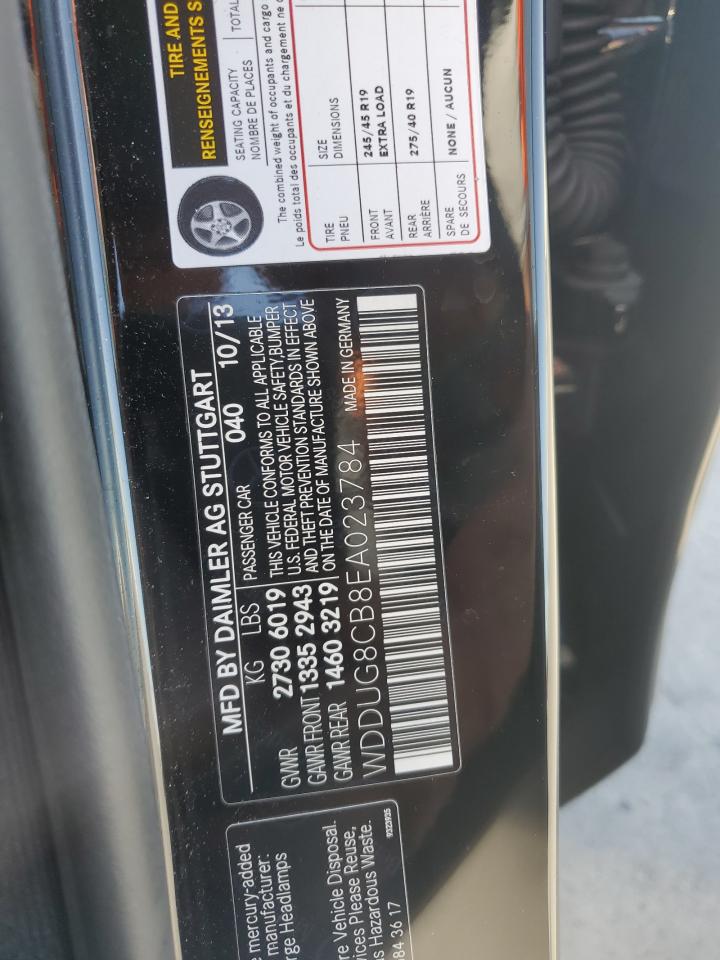 TIRE AND
RENSEIGNEMENTS S
SEATING CAPACITY
NOMBRE DE PLACES
TOTAL
The combined weight of occupants and cargo
Le poids total des occupants et du chargement ne
TIRE
PNEU
SIZE
DIMENSIONS
FRONT
AVANT
245/45 R19
EXTRA LOAD
REAR
ARRIÈRE
275/40 R19
SPARE
DE SECOURS
NONE / AUCUN
MFD BY DAIMLER AG STUTTGART
KG LBS PASSENGER CAR 040 10/13
GVWR 2730 6019
GAWR FRONT 1335 2943
GAWR REAR 1460 3219
THIS VEHICLE CONFORMS TO ALL APPLICABLE
U.S. FEDERAL MOTOR VEHICLE SAFETY,BUMPER
AND THEFT PREVENTION STANDARDS IN EFFECT
ON THE DATE OF MANUFACTURE SHOWN ABOVE
WDDUG8CB8EA023784 MADE IN GERMANY
mercury-added
manufacturer:
Headlamps
Vehicle Disposal.
Please Reuse,
Hazardous Waste.
84 36 17
9323935